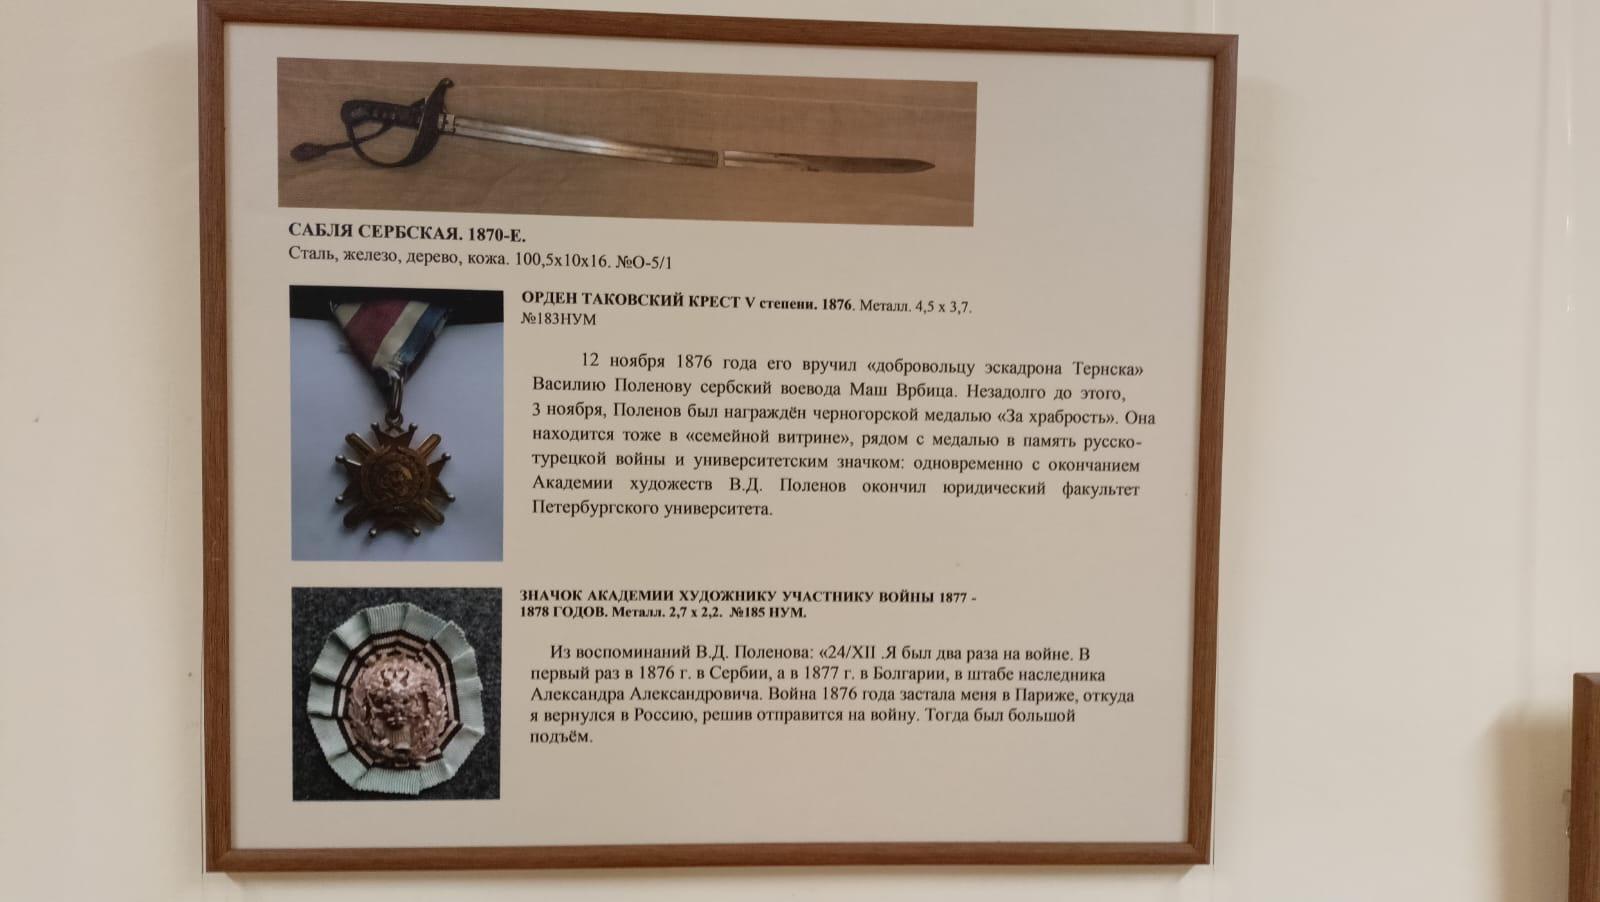 САБЛЯ СЕРБСКАЯ. 1870-Е.
Сталь, железо, дерево, кожа. 100,5х10х16. №О-5/1
ОРДЕН ТАКОВСКИЙ КРЕСТ V степени. 1876. Металл. 4,5 х 3,7.
№183НУМ
12 ноября 1876 года его вручил «добровольцу эскадрона Тернска»
Василию Поленову сербский воевода Маш Врбица. Незадолго до этого,
3 ноября, Поленов был награждён черногорской медалью «За храбрость». Она
находится тоже в «семейной витрине», рядом с медалью в память русско-
турецкой войны и университетским значком: одновременно с окончанием
Академии художеств В.Д. Поленов окончил юридический факультет
Петербургского университета.
ЗНАЧОК АКАДЕМИИ ХУДОЖНИКУ УЧАСТНИКУ ВОЙНЫ 1877 -
1878 ГОДОВ. Металл. 2,7 х 2,2. №185 НУМ.
Из воспоминаний В.Д. Поленова: «24/XII .Я был два раза на войне. В
первый раз в 1876 г. в Сербии, а в 1877 г. в Болгарии, в штабе наследника
Александра Александровича. Война 1876 года застала меня в Париже, откуда
я вернулся в Россию, решив отправится на войну. Тогда был большой
подъём.